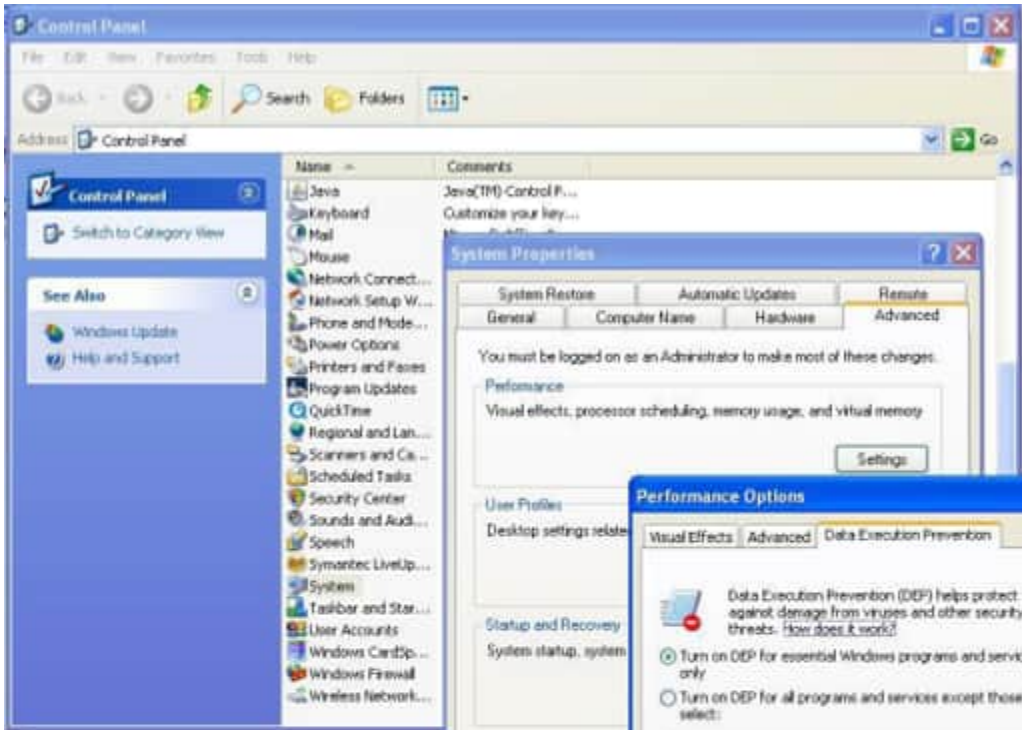 Control Panel
File Edit View Favorites Tools Help
Back Search Folders
Address Control Panel Go
Control Panel
Switch to Category View
See Also
Windows Update
Help and Support
Name Comments
Java Java(TM) Control P...
Keyboard Customize your key...
Mail
Mouse
Network Connect...
Network Setup W...
Phone and Mode...
Power Options
Printers and Faxes
Program Updates
QuickTime
Regional and Lan...
Scanners and Ca...
Scheduled Tasks
Security Center
Sounds and Audi...
Speech
Symantec LiveUp...
System
Taskbar and Star...
User Accounts
Windows CardSp...
Windows Firewall
Wireless Network...
System Properties
System Restore Automatic Updates Remote
General Computer Name Hardware Advanced
You must be logged on as an Administrator to make most of these changes.
Performance
Visual effects, processor scheduling, memory usage, and virtual memory
Settings
User Profiles
Desktop settings related
Startup and Recovery
System startup, system
Performance Options
Visual Effects Advanced Data Execution Prevention
Data Execution Prevention (DEP) helps protect
against damage from viruses and other security
threats. How does it work?
Turn on DEP for essential Windows programs and servic
only
Turn on DEP for all programs and services except those
select: